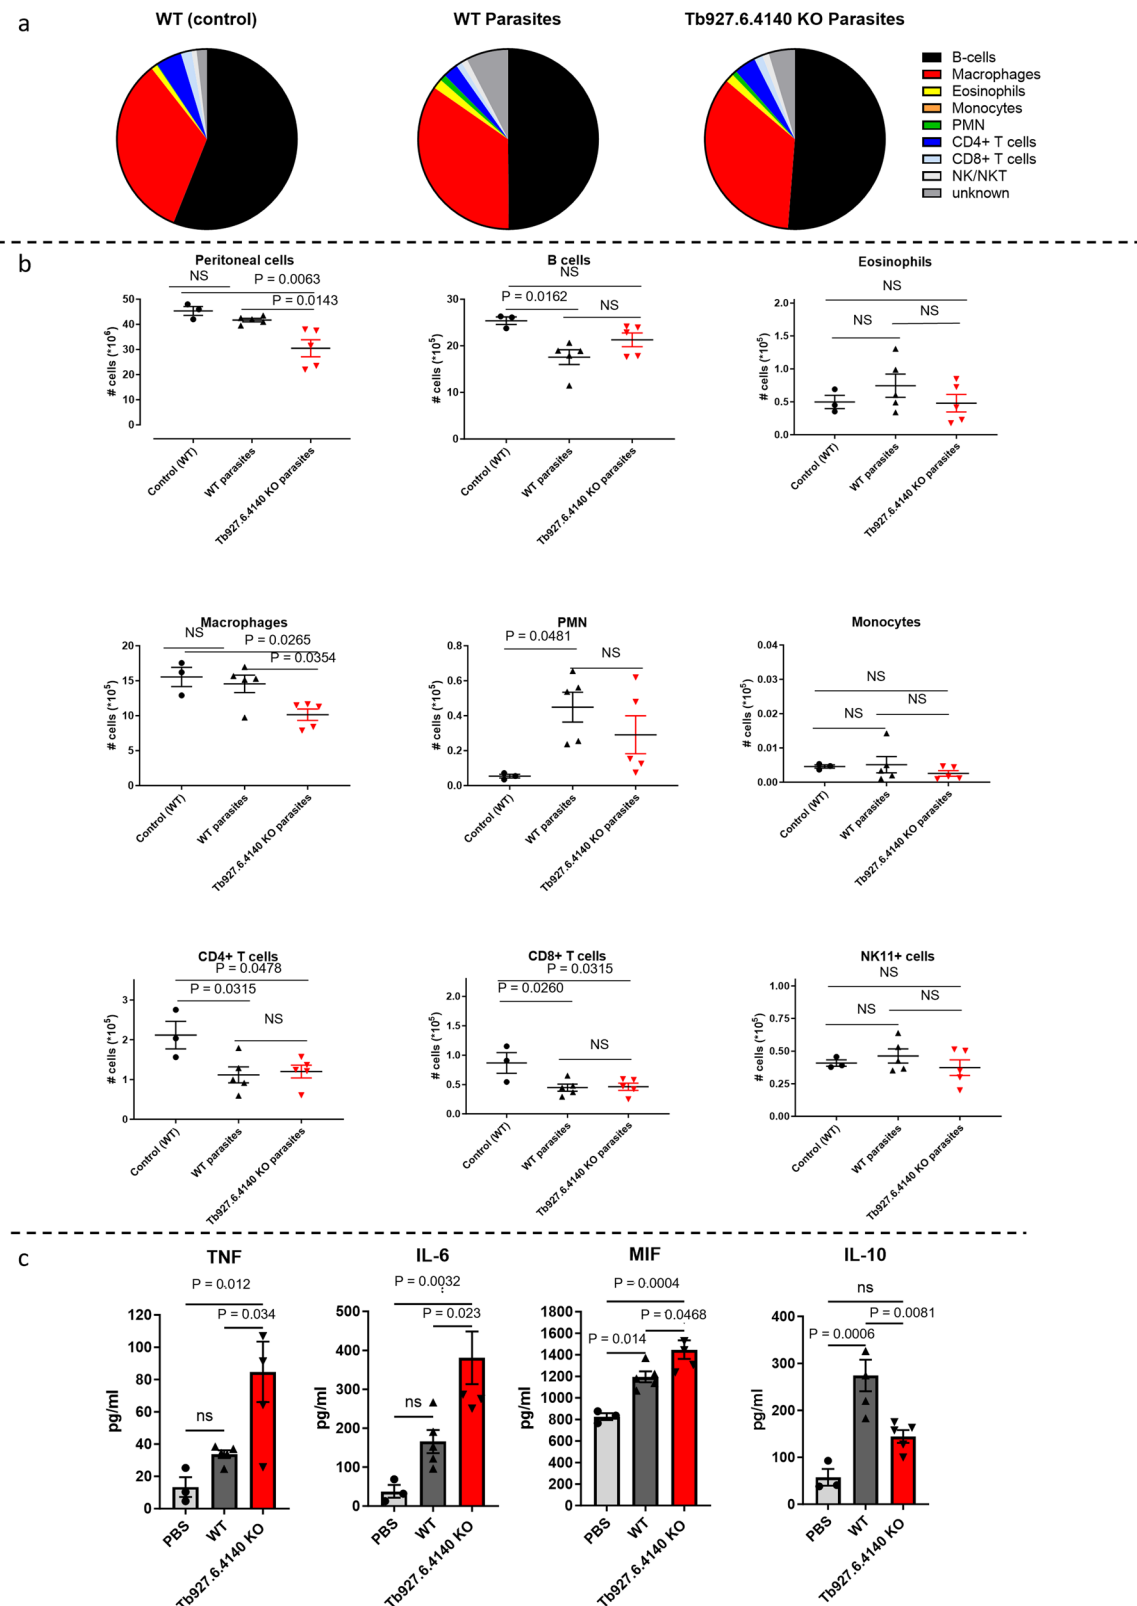 a
WT (control)
WT Parasites
Tb927.6.4140 KO Parasites
B-cells
Macrophages
Eosinophils
Monocytes
PMN
CD4+ T cells
CD8+ T cells
NK/NKT
unknown
b
Peritoneal cells
NS
P = 0.0063
P = 0.0143
# cells (*10⁶)
50
40
30
20
10
0
Control (WT)
WT parasites
Tb927.6.4140 KO parasites
B cells
NS
P = 0.0162
NS
# cells (*10⁵)
30
20
10
0
Control (WT)
WT parasites
Tb927.6.4140 KO parasites
Eosinophils
NS
NS
NS
# cells (*10⁵)
2.0
1.5
1.0
0.5
0.0
Control (WT)
WT parasites
Tb927.6.4140 KO parasites
Macrophages
NS
P = 0.0265
P = 0.0354
# cells (*10⁵)
20
15
10
5
0
Control (WT)
WT parasites
Tb927.6.4140 KO parasites
PMN
P = 0.0481
NS
# cells (*10⁵)
0.8
0.6
0.4
0.2
0.0
Control (WT)
WT parasites
Tb927.6.4140 KO parasites
Monocytes
NS
NS
NS
# cells (*10⁵)
0.04
0.03
0.02
0.01
0.00
Control (WT)
WT parasites
Tb927.6.4140 KO parasites
CD4+ T cells
P = 0.0478
P = 0.0315
NS
# cells (*10⁵)
3
2
1
0
Control (WT)
WT parasites
Tb927.6.4140 KO parasites
CD8+ T cells
P = 0.0315
P = 0.0260
NS
# cells (*10⁵)
2.0
1.5
1.0
0.5
0.0
Control (WT)
WT parasites
Tb927.6.4140 KO parasites
NK11+ cells
NS
NS
NS
# cells (*10⁵)
1.00
0.75
0.50
0.25
0.00
Control (WT)
WT parasites
Tb927.6.4140 KO parasites
c
TNF
P = 0.012
P = 0.034
ns
pg/ml
120
100
80
60
40
20
0
PBS
WT
Tb927.6.4140 KO
IL-6
P = 0.0032
P = 0.023
ns
pg/ml
500
400
300
200
100
0
PBS
WT
Tb927.6.4140 KO
MIF
P = 0.0004
P = 0.0468
P = 0.014
pg/ml
1800
1600
1400
1200
1000
800
600
400
200
0
PBS
WT
Tb927.6.4140 KO
IL-10
ns
P = 0.0081
P = 0.0006
pg/ml
400
300
200
100
0
PBS
WT
Tb927.6.4140 KO